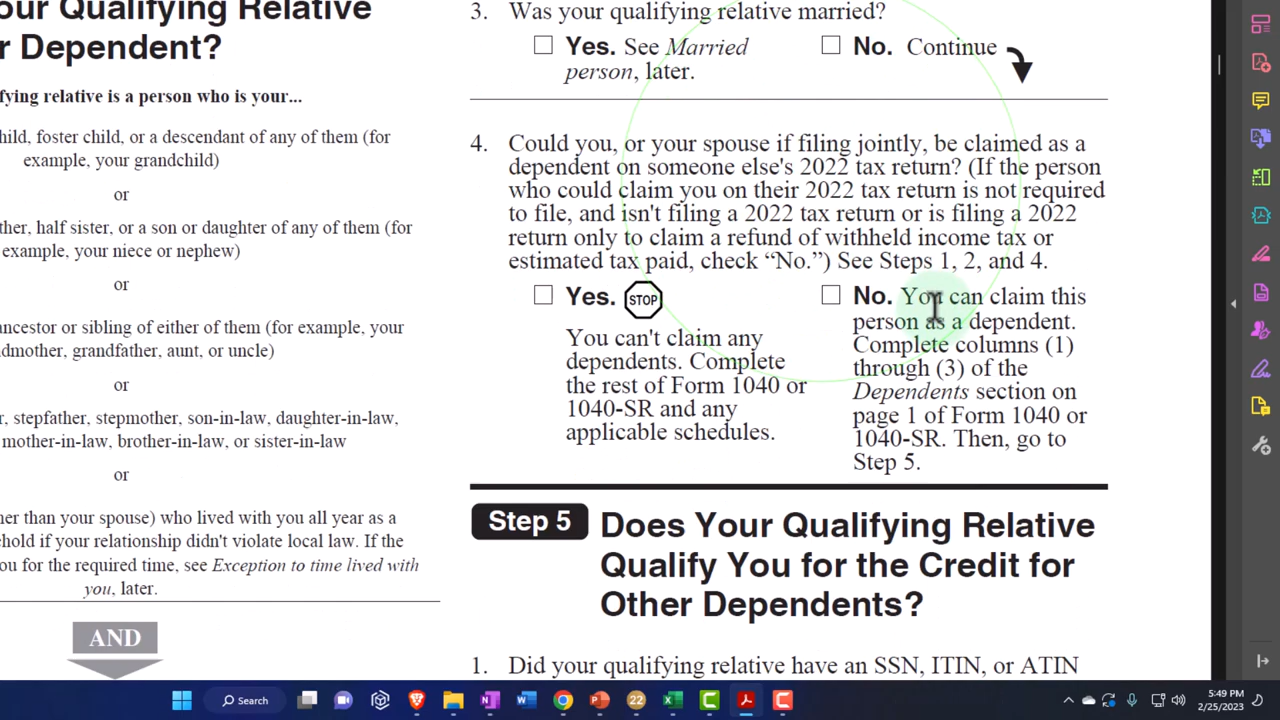 our Qualifying Relative
r Dependent?
fying relative is a person who is your...
hild, foster child, or a descendant of any of them (for
example, your grandchild)
or
ther, half sister, or a son or daughter of any of them (for
example, your niece or nephew)
or
ancestor or sibling of either of them (for example, your
ndmother, grandfather, aunt, or uncle)
or
r, stepfather, stepmother, son-in-law, daughter-in-law,
mother-in-law, brother-in-law, or sister-in-law
or
her than your spouse) who lived with you all year as a
ehold if your relationship didn't violate local law. If the
ou for the required time, see Exception to time lived with
you, later.
AND
3. Was your qualifying relative married?
Yes. See Married
person, later.
No. Continue
4. Could you, or your spouse if filing jointly, be claimed as a
dependent on someone else's 2022 tax return? (If the person
who could claim you on their 2022 tax return is not required
to file, and isn't filing a 2022 tax return or is filing a 2022
return only to claim a refund of withheld income tax or
estimated tax paid, check “No.”) See Steps 1, 2, and 4.
Yes. STOP
You can't claim any
dependents. Complete
the rest of Form 1040 or
1040-SR and any
applicable schedules.
No. You can claim this
person as a dependent.
Complete columns (1)
through (3) of the
Dependents section on
page 1 of Form 1040 or
1040-SR. Then, go to
Step 5.
Step 5 Does Your Qualifying Relative
Qualify You for the Credit for
Other Dependents?
1. Did your qualifying relative have an SSN, ITIN, or ATIN
Search
22
5:49 PM
2/25/2023